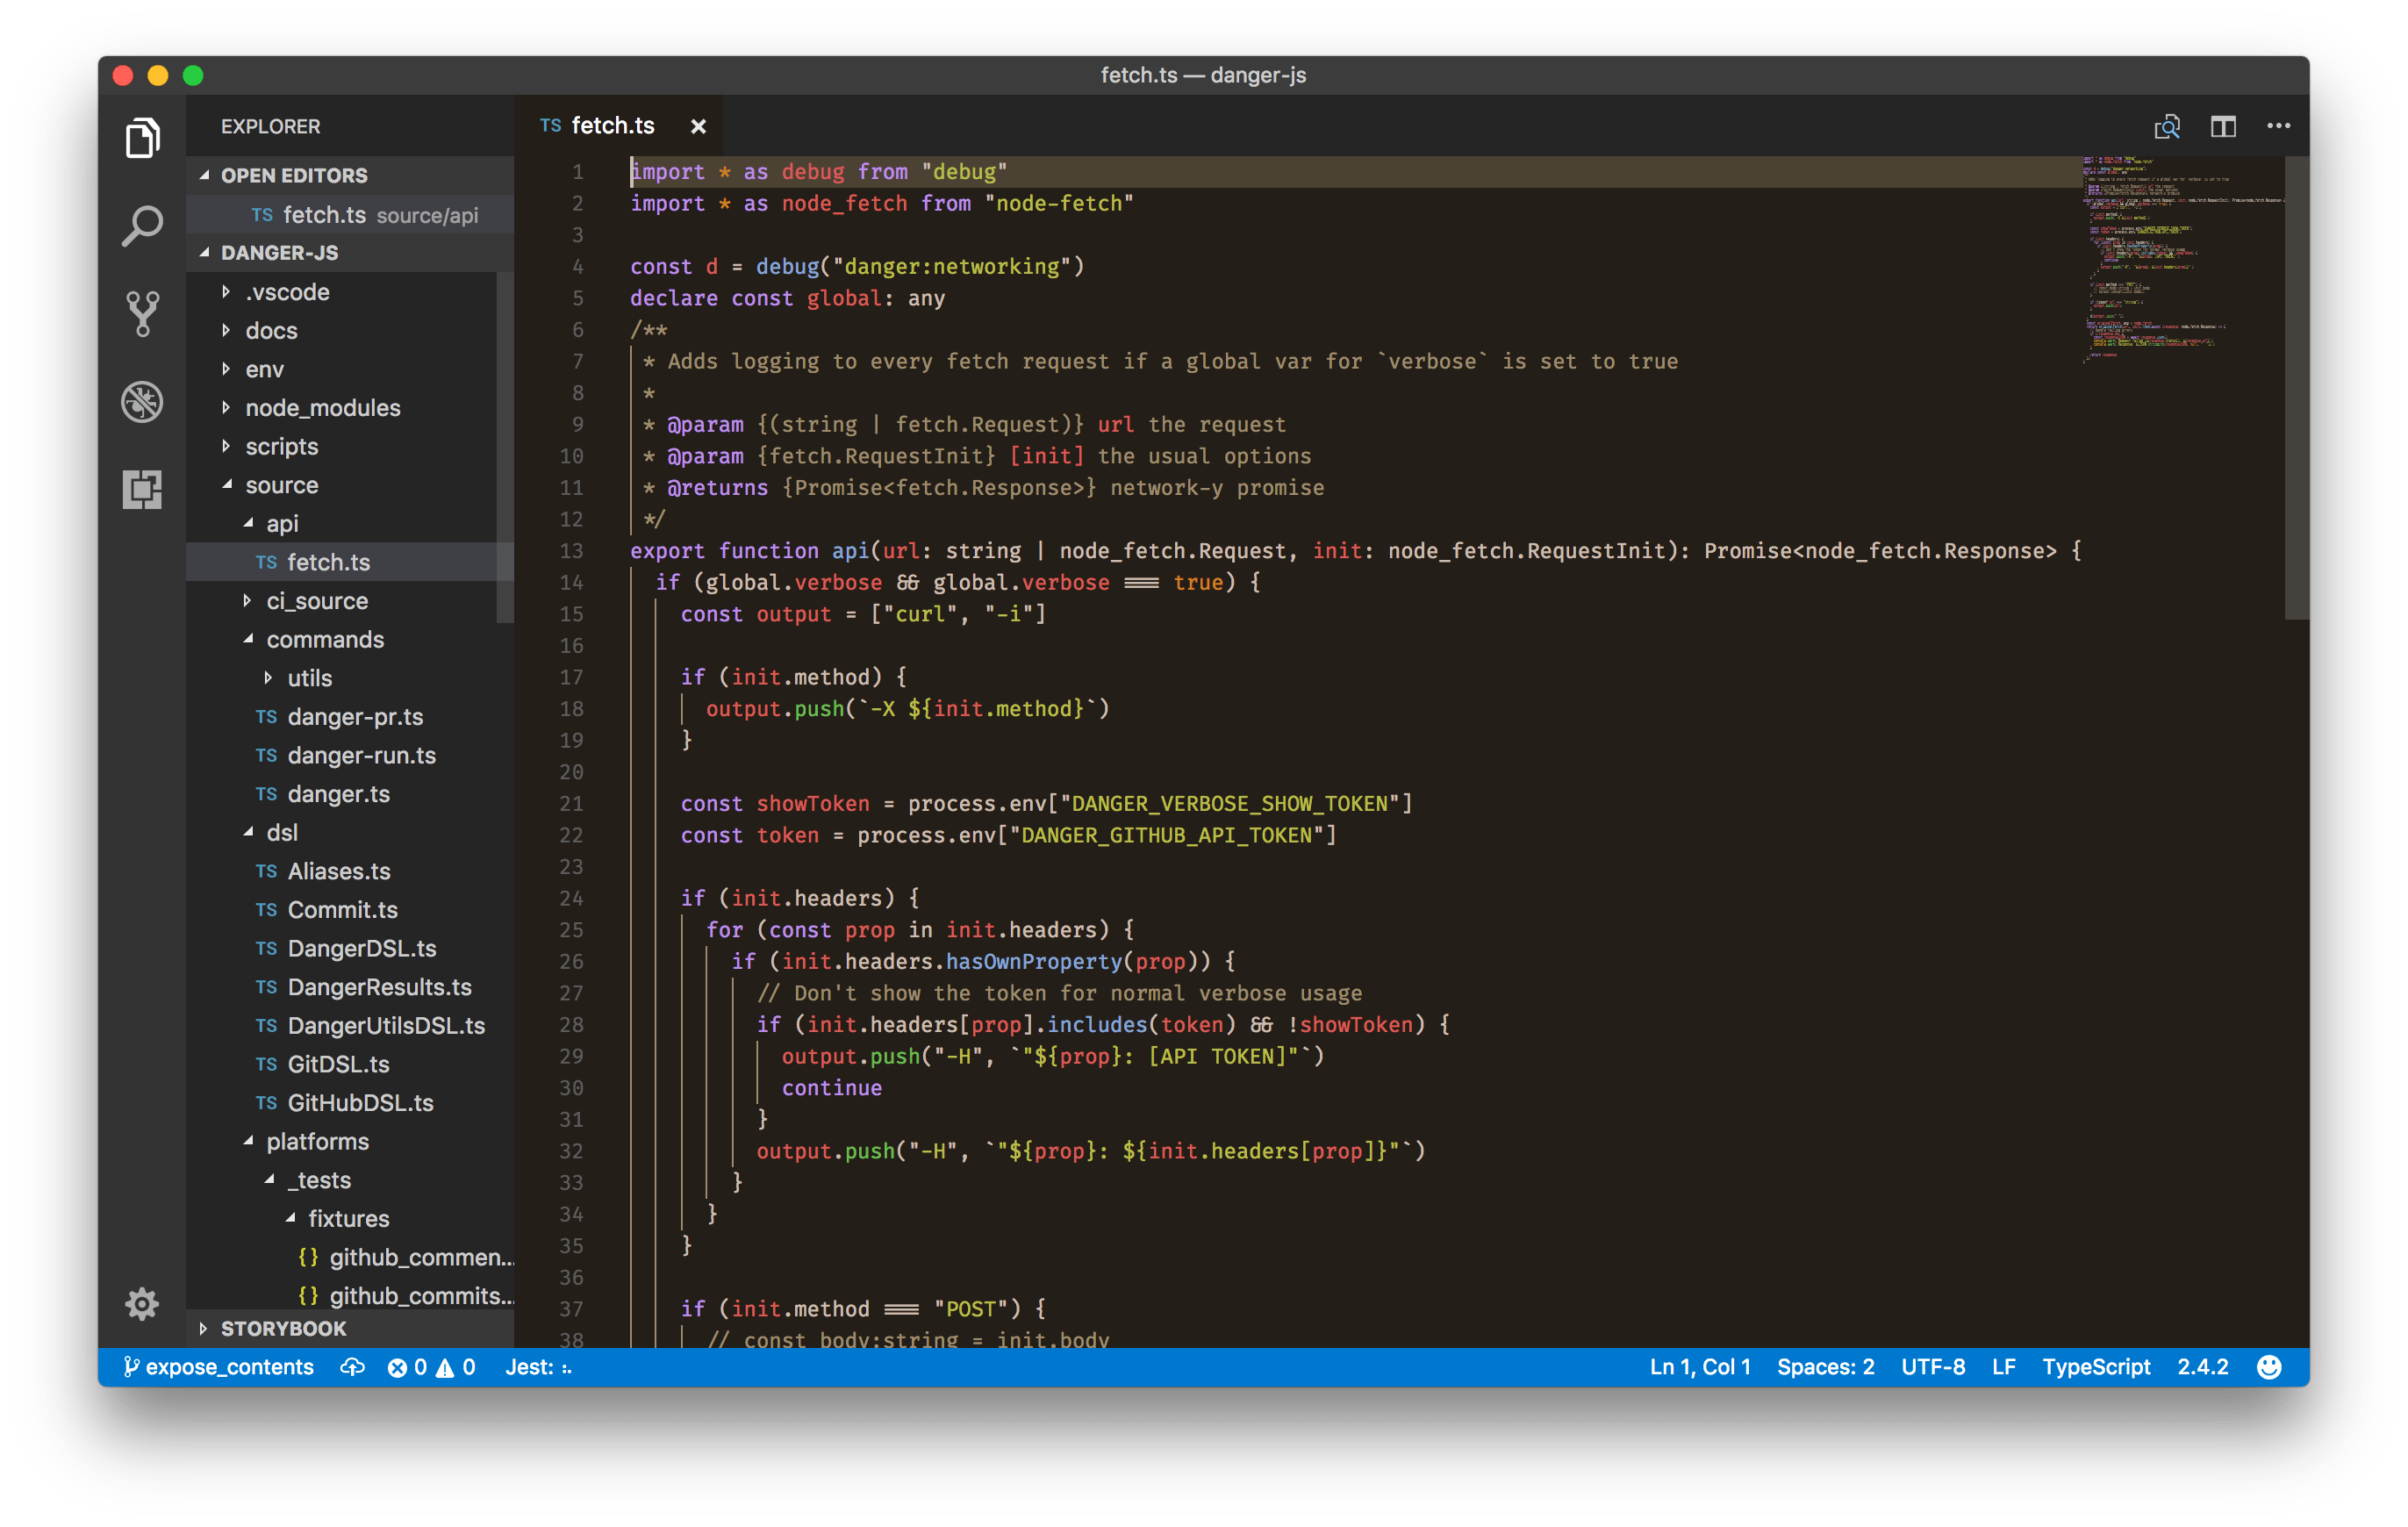 fetch.ts — danger-js
EXPLORER
OPEN EDITORS
TS fetch.ts source/api
DANGER-JS
.vscode
docs
env
node_modules
scripts
source
api
TS fetch.ts
ci_source
commands
utils
TS danger-pr.ts
TS danger-run.ts
TS danger.ts
dsl
TS Aliases.ts
TS Commit.ts
TS DangerDSL.ts
TS DangerResults.ts
TS DangerUtilsDSL.ts
TS GitDSL.ts
TS GitHubDSL.ts
platforms
_tests
fixtures
{} github_commen...
{} github_commits...
STORYBOOK
TS fetch.ts ×
1 import * as debug from "debug"
2 import * as node_fetch from "node-fetch"
3
4 const d = debug("danger:networking")
5 declare const global: any
6 /**
7 * Adds logging to every fetch request if a global var for `verbose` is set to true
8 *
9 * @param {(string | fetch.Request)} url the request
10 * @param {fetch.RequestInit} [init] the usual options
11 * @returns {Promise<fetch.Response>} network-y promise
12 */
13 export function api(url: string | node_fetch.Request, init: node_fetch.RequestInit): Promise<node_fetch.Response> {
14 if (global.verbose && global.verbose === true) {
15 const output = ["curl", "-i"]
16
17 if (init.method) {
18 output.push(`-X ${init.method}`)
19 }
20
21 const showToken = process.env["DANGER_VERBOSE_SHOW_TOKEN"]
22 const token = process.env["DANGER_GITHUB_API_TOKEN"]
23
24 if (init.headers) {
25 for (const prop in init.headers) {
26 if (init.headers.hasOwnProperty(prop)) {
27 // Don't show the token for normal verbose usage
28 if (init.headers[prop].includes(token) && !showToken) {
29 output.push("-H", `"${prop}: [API TOKEN]"`)
30 continue
31 }
32 output.push("-H", `"${prop}: ${init.headers[prop]}"`)
33 }
34 }
35 }
36
37 if (init.method === "POST") {
38 // const body:string = init.body
expose_contents 0 0 Jest: :.
Ln 1, Col 1 Spaces: 2 UTF-8 LF TypeScript 2.4.2